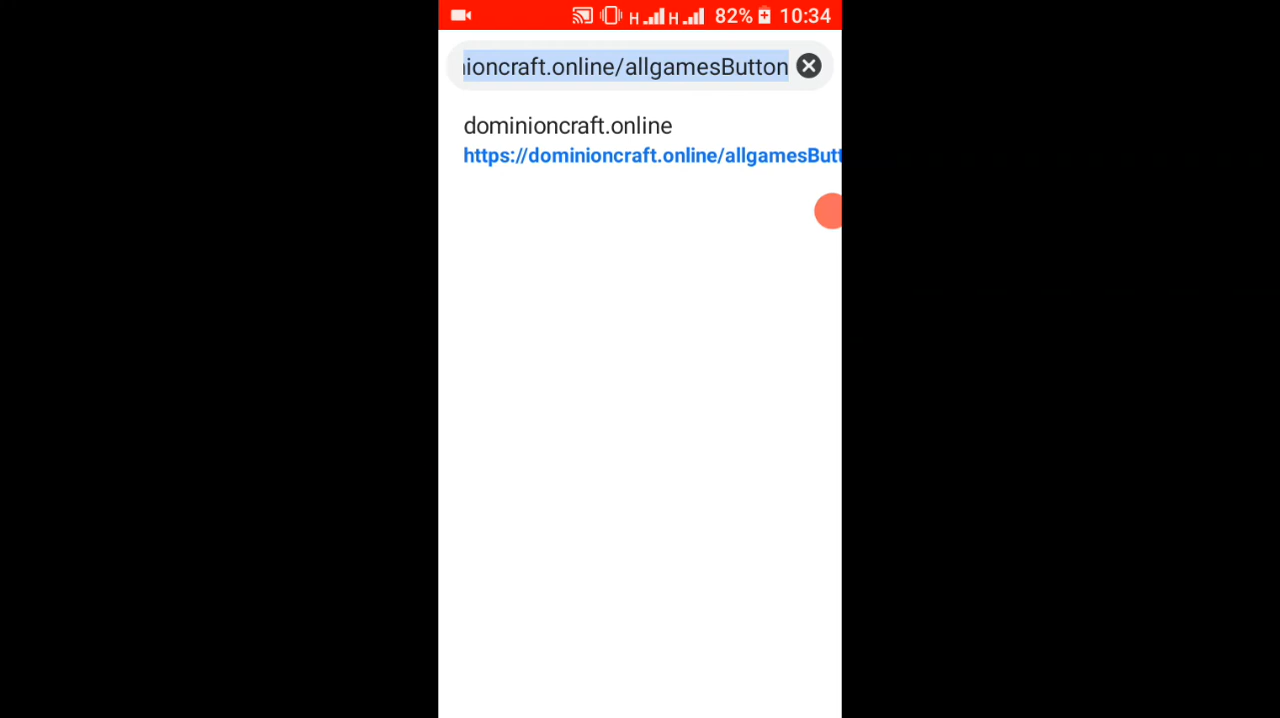 H H 82% 10:34
ioncraft.online/allgamesButton
dominioncraft.online
https://dominioncraft.online/allgamesButt